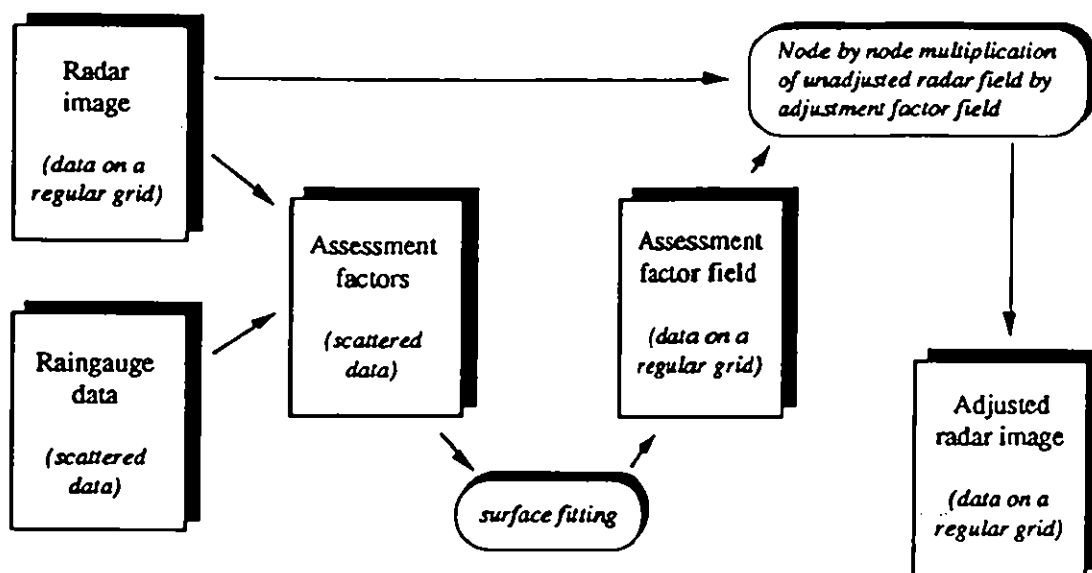 Radar
image
(data on a
regular grid)
Raingauge
data
(scattered
data)
Assessment
factors
(scattered
data)
surface fitting
Assessment
factor field
(data on a
regular grid)
Node by node multiplication
of unadjusted radar field by
adjustment factor field
Adjusted
radar image
(data on a
regular grid)